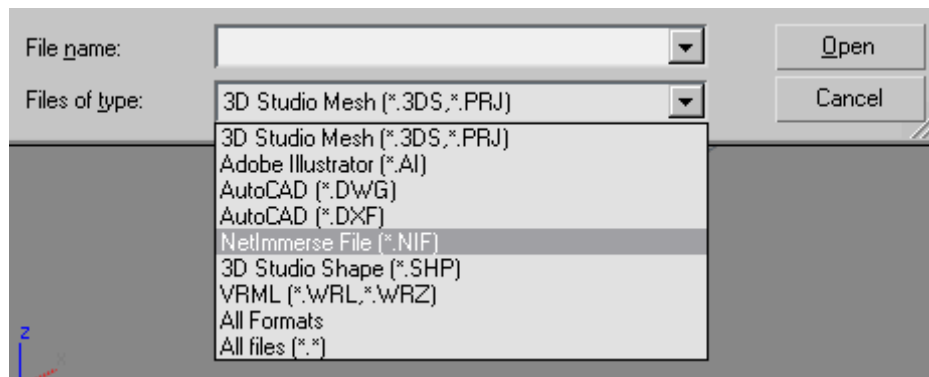 File name:
Open
Files of type:
3D Studio Mesh (*.3DS,*.PRJ)
Cancel
3D Studio Mesh (*.3DS,*.PRJ)
Adobe Illustrator (*.AI)
AutoCAD (*.DWG)
AutoCAD (*.DXF)
NetImmerse File (*.NIF)
3D Studio Shape (*.SHP)
VRML (*.WRL,*.WRZ)
All Formats
All files (*.*)
z
x